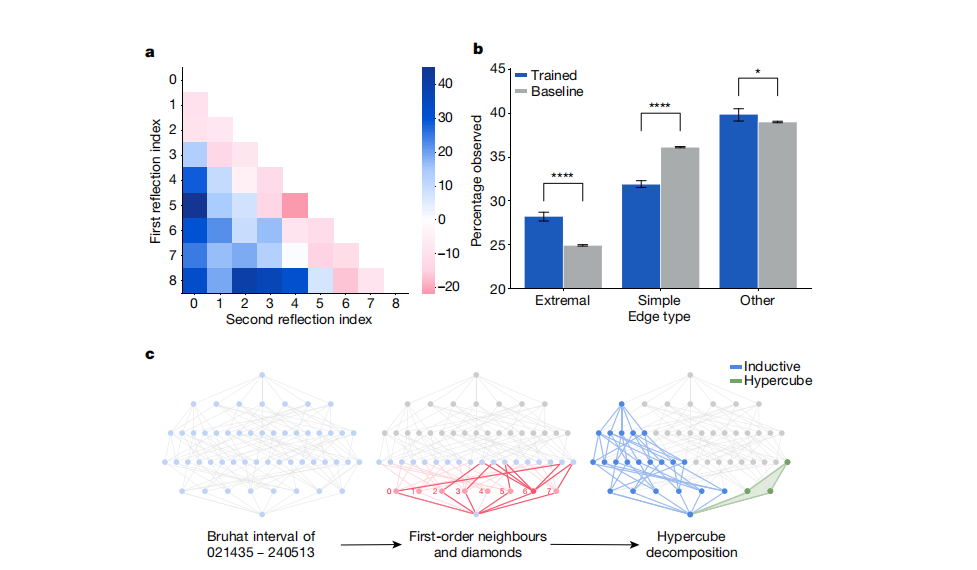 a
0
1
2
3
4
5
6
7
8
First reflection index
0 1 2 3 4 5 6 7 8
Second reflection index
40
30
20
10
0
−10
−20
b
45
40
35
30
25
20
Percentage observed
Trained
Baseline
****
****
*
Extremal Simple Other
Edge type
c
Inductive
Hypercube
0 1 2 3 4 5 6 7
Bruhat interval of
021435 – 240513
First-order neighbours
and diamonds
Hypercube
decomposition